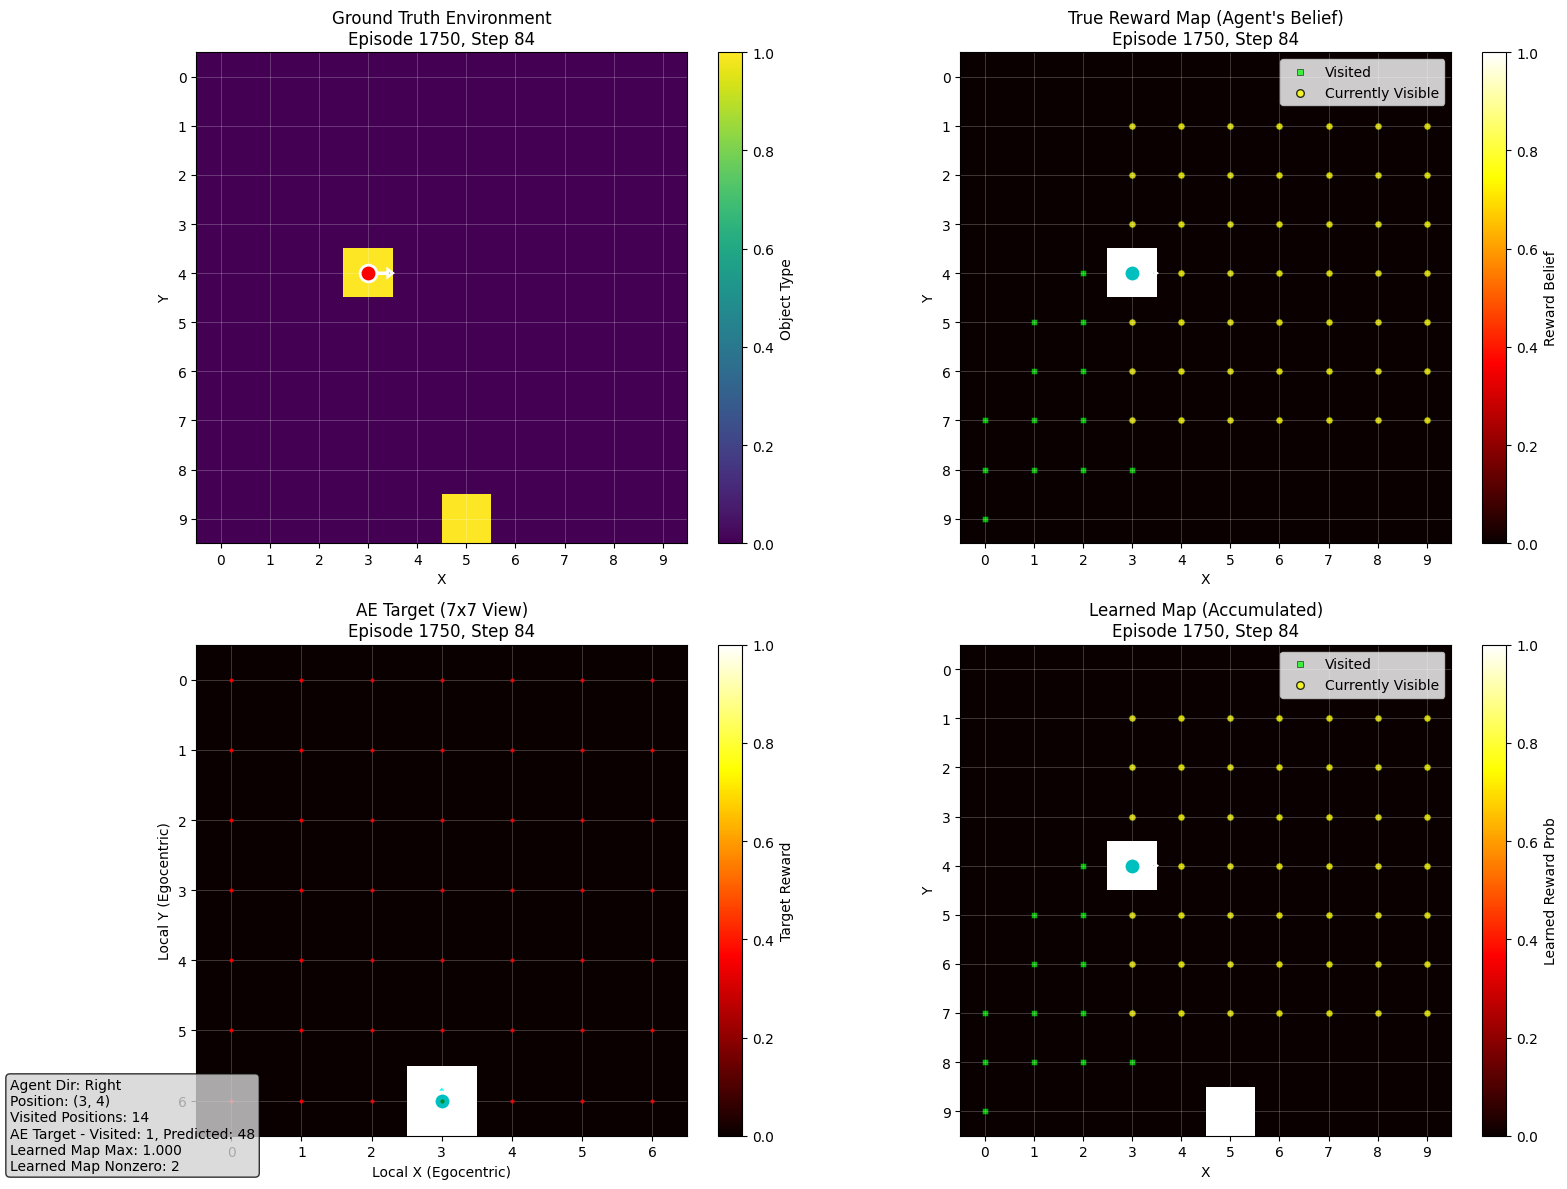 Ground Truth Environment
Episode 1750, Step 84
0
1
2
3
4
5
6
7
8
9
Y
0 1 2 3 4 5 6 7 8 9
X
1.0
0.8
0.6
0.4
0.2
0.0
Object Type
True Reward Map (Agent's Belief)
Episode 1750, Step 84
Visited
Currently Visible
0
1
2
3
4
5
6
7
8
9
Y
0 1 2 3 4 5 6 7 8 9
X
1.0
0.8
0.6
0.4
0.2
0.0
Reward Belief
AE Target (7x7 View)
Episode 1750, Step 84
0
1
2
3
4
5
6
Local Y (Egocentric)
0 1 2 3 4 5 6
Local X (Egocentric)
1.0
0.8
0.6
0.4
0.2
0.0
Target Reward
Agent Dir: Right
Position: (3, 4)
Visited Positions: 14
AE Target - Visited: 1, Predicted: 48
Learned Map Max: 1.000
Learned Map Nonzero: 2
Learned Map (Accumulated)
Episode 1750, Step 84
Visited
Currently Visible
0
1
2
3
4
5
6
7
8
9
Y
0 1 2 3 4 5 6 7 8 9
X
1.0
0.8
0.6
0.4
0.2
0.0
Learned Reward Prob